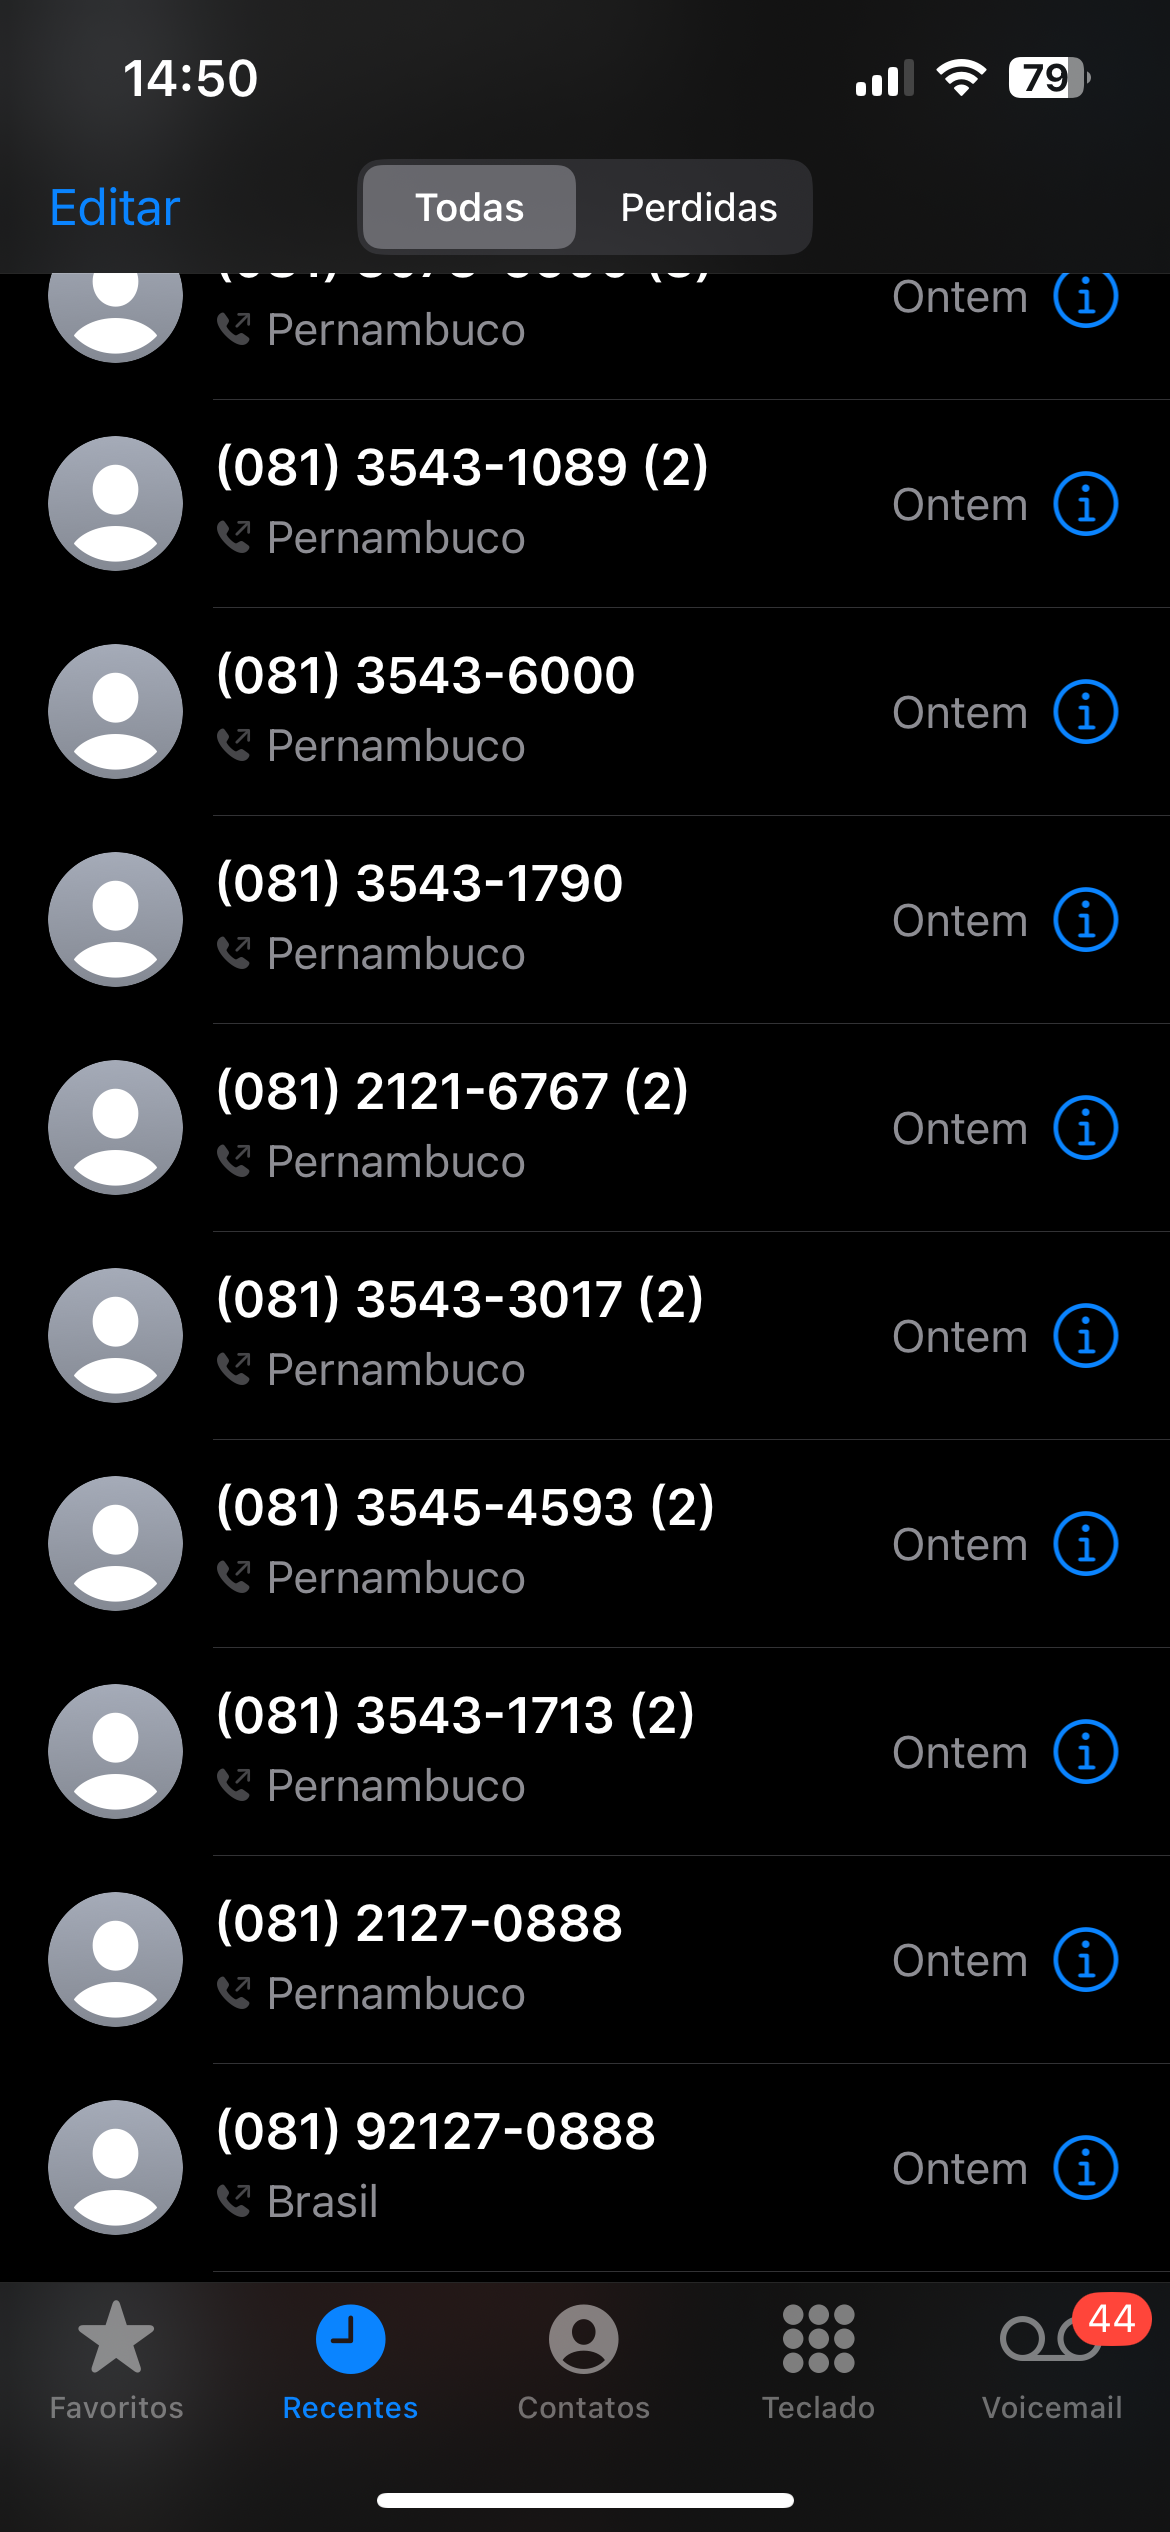 14:50
79
Editar
Todas
Perdidas
Pernambuco
Ontem
(081) 3543-1089 (2)
Pernambuco
Ontem
(081) 3543-6000
Pernambuco
Ontem
(081) 3543-1790
Pernambuco
Ontem
(081) 2121-6767 (2)
Pernambuco
Ontem
(081) 3543-3017 (2)
Pernambuco
Ontem
(081) 3545-4593 (2)
Pernambuco
Ontem
(081) 3543-1713 (2)
Pernambuco
Ontem
(081) 2127-0888
Pernambuco
Ontem
(081) 92127-0888
Brasil
Ontem
44
Favoritos
Recentes
Contatos
Teclado
Voicemail